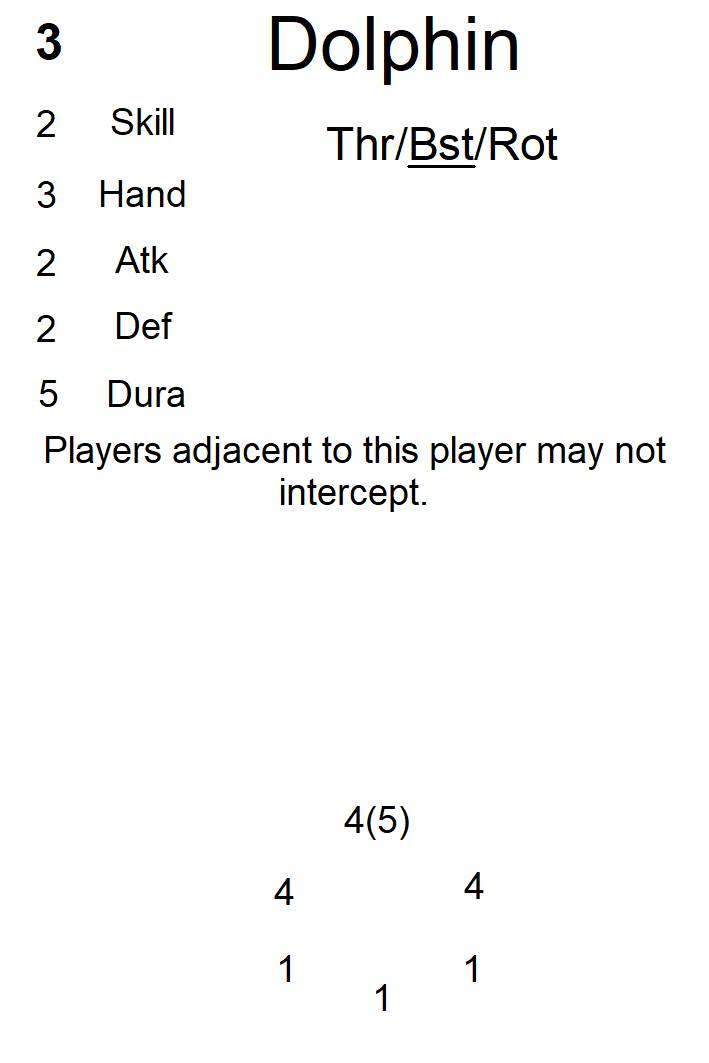 3 Dolphin
2 Skill
Thr/Bst/Rot
3 Hand
2 Atk
2 Def
5 Dura
Players adjacent to this player may not
intercept.
4(5)
4 4
1 1
1